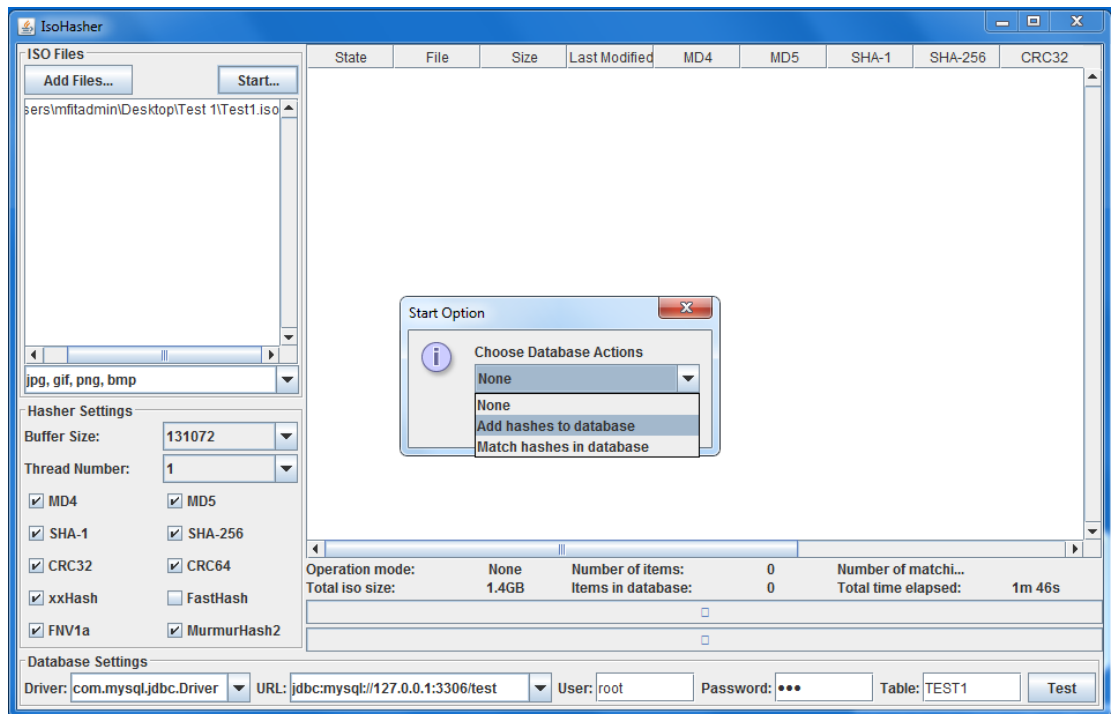 IsoHasher
ISO Files
Add Files...
Start...
sers\mfitadmin\Desktop\Test 1\Test1.iso
jpg, gif, png, bmp
Hasher Settings
Buffer Size: 131072
Thread Number: 1
MD4 MD5
SHA-1 SHA-256
CRC32 CRC64
xxHash FastHash
FNV1a MurmurHash2
State File Size Last Modified MD4 MD5 SHA-1 SHA-256 CRC32
Start Option
Choose Database Actions
None
None
Add hashes to database
Match hashes in database
Operation mode: None Number of items: 0 Number of matchi...
Total iso size: 1.4GB Items in database: 0 Total time elapsed: 1m 46s
Database Settings
Driver: com.mysql.jdbc.Driver URL: jdbc:mysql://127.0.0.1:3306/test User: root Password: ••• Table: TEST1 Test